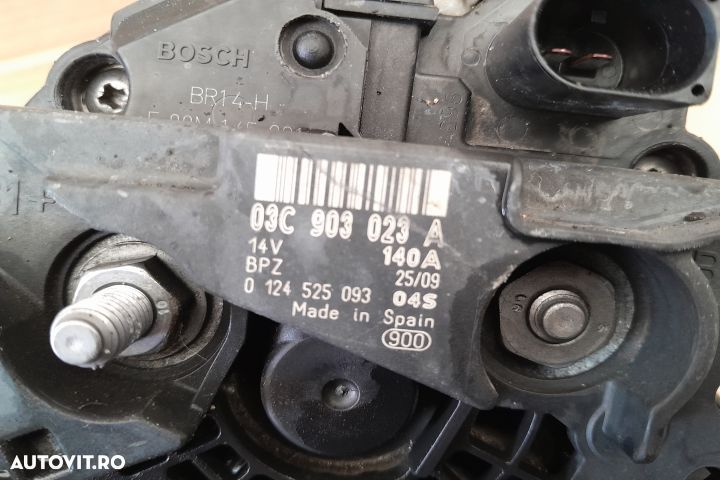 BOSCH
BR14-H
03C 903 023 A
14V 140A
BPZ 25/09
0 124 525 093 04S
Made in Spain
900
AUTOVIT.RO